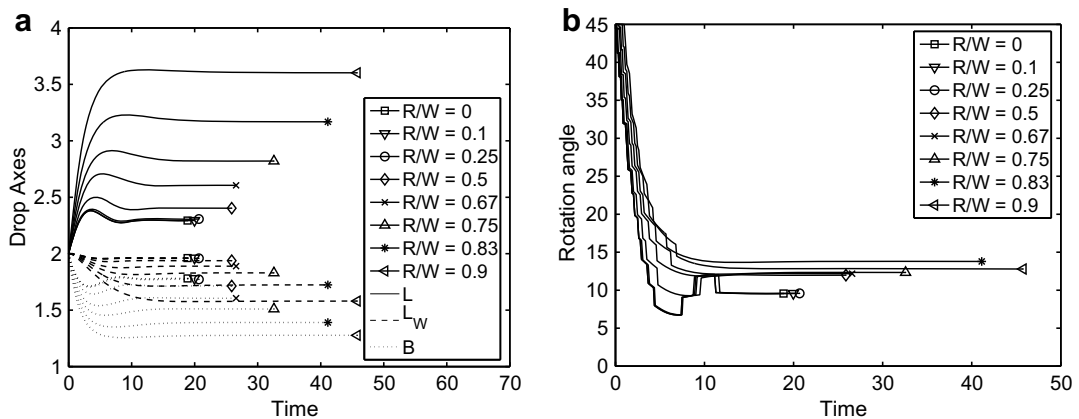 a
4
3.5
3
2.5
2
1.5
1
Drop Axes
0
10
20
30
40
50
60
70
Time
R/W = 0
R/W = 0.1
R/W = 0.25
R/W = 0.5
R/W = 0.67
R/W = 0.75
R/W = 0.83
R/W = 0.9
L
L_W
B
b
45
40
35
30
25
20
15
10
5
0
Rotation angle
0
10
20
30
40
50
Time
R/W = 0
R/W = 0.1
R/W = 0.25
R/W = 0.5
R/W = 0.67
R/W = 0.75
R/W = 0.83
R/W = 0.9